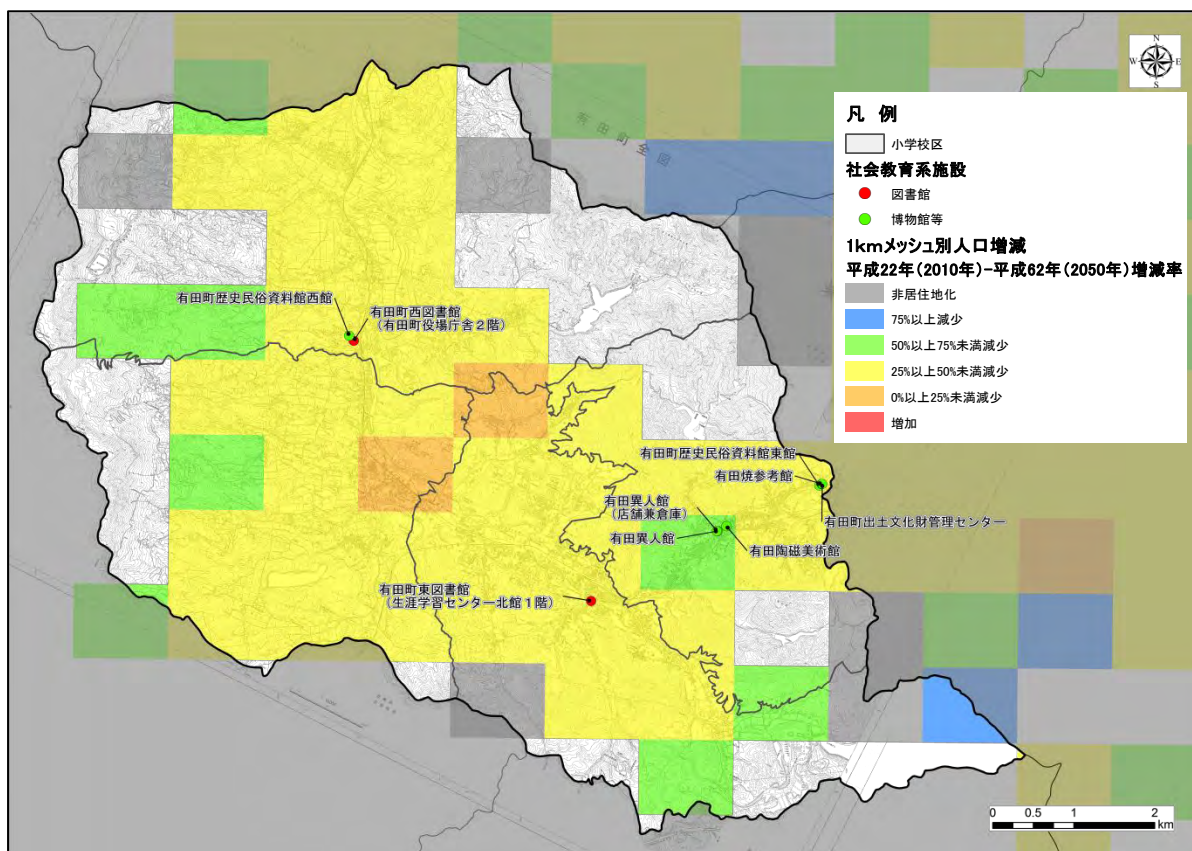 N
W
E
S
有田町全図
凡 例
小学校区
社会教育系施設
図書館
博物館等
1kmメッシュ別人口増減
平成22年(2010年)-平成62年(2050年)増減率
非居住地化
75%以上減少
50%以上75%未満減少
25%以上50%未満減少
0%以上25%未満減少
増加
有田町歴史民俗資料館西館
有田町西図書館
(有田町役場庁舎2階)
有田町歴史民俗資料館東館
有田焼参考館
有田異人館
(店舗兼倉庫)
有田町出土文化財管理センター
有田異人館
有田陶磁美術館
有田町東図書館
(生涯学習センター北館1階)
0 0.5 1 2
km